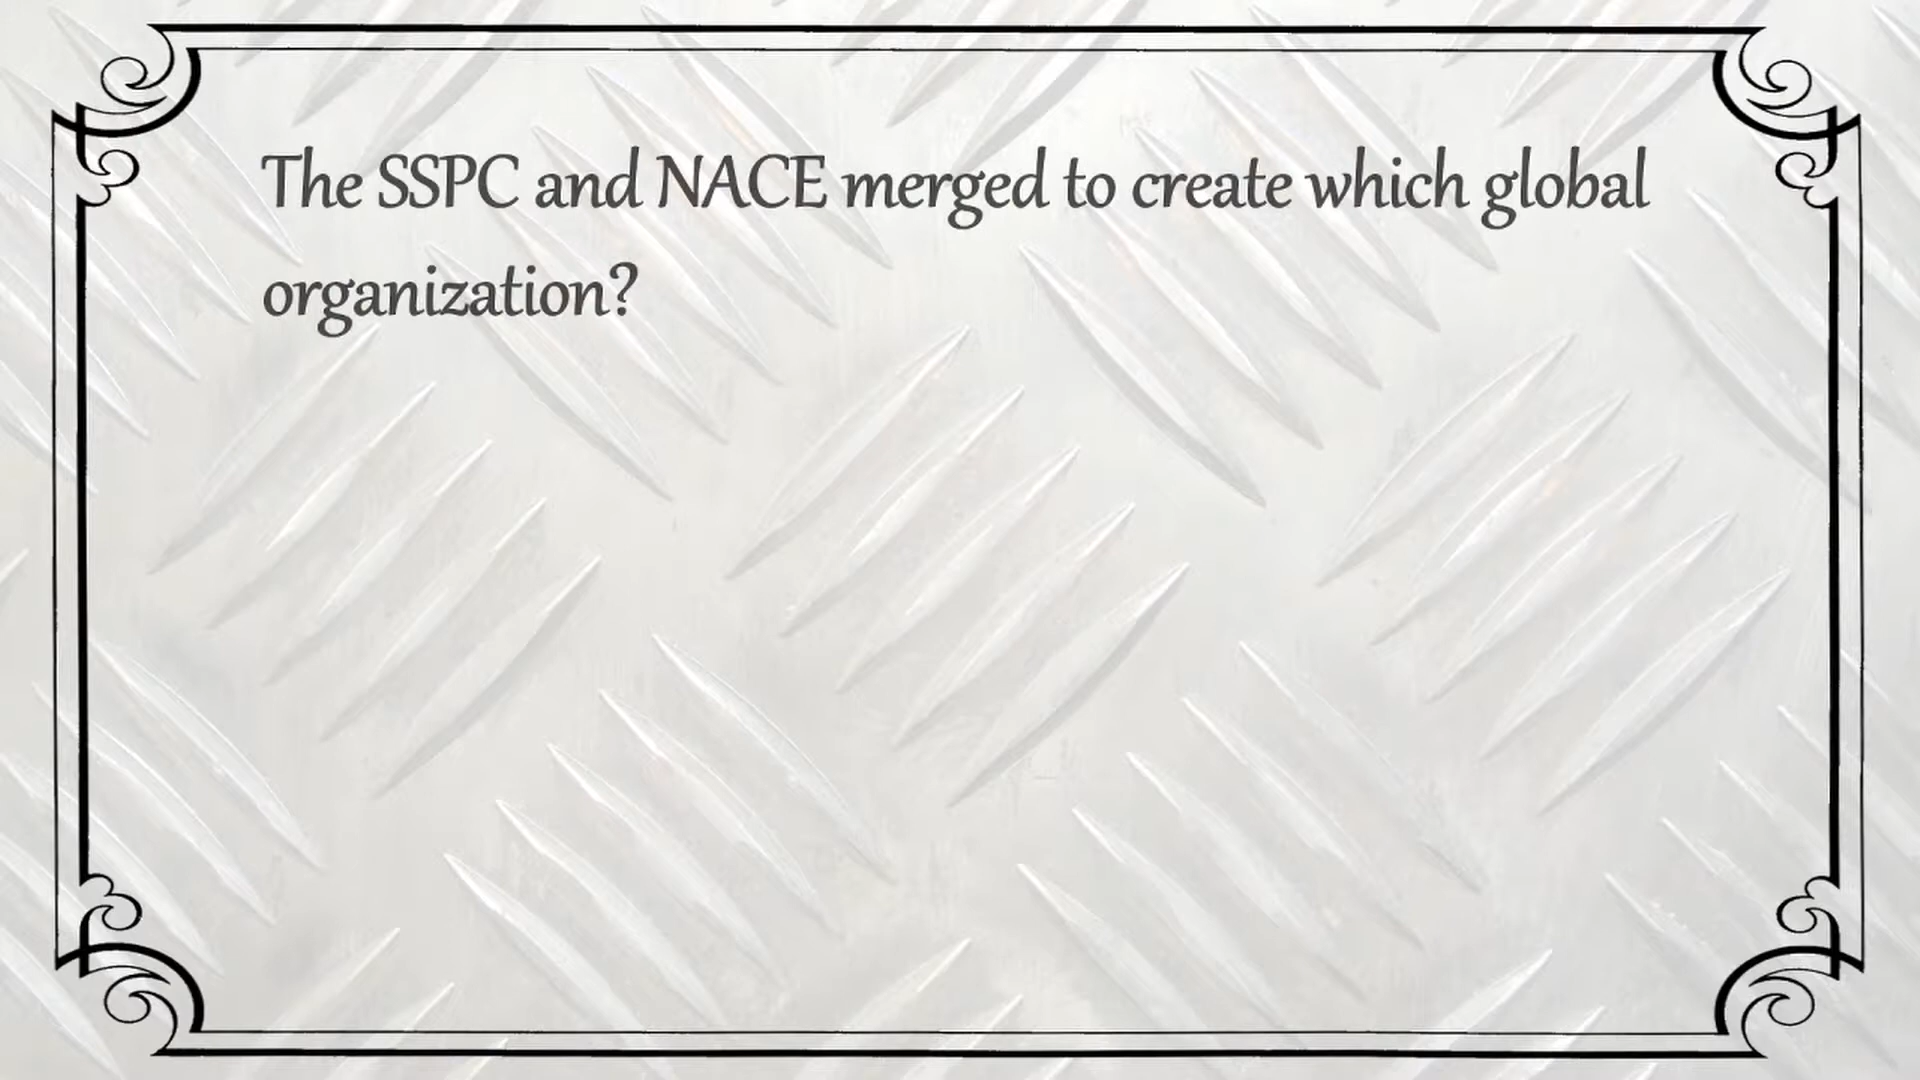 The SSPC and NACE merged to create which global
organization?